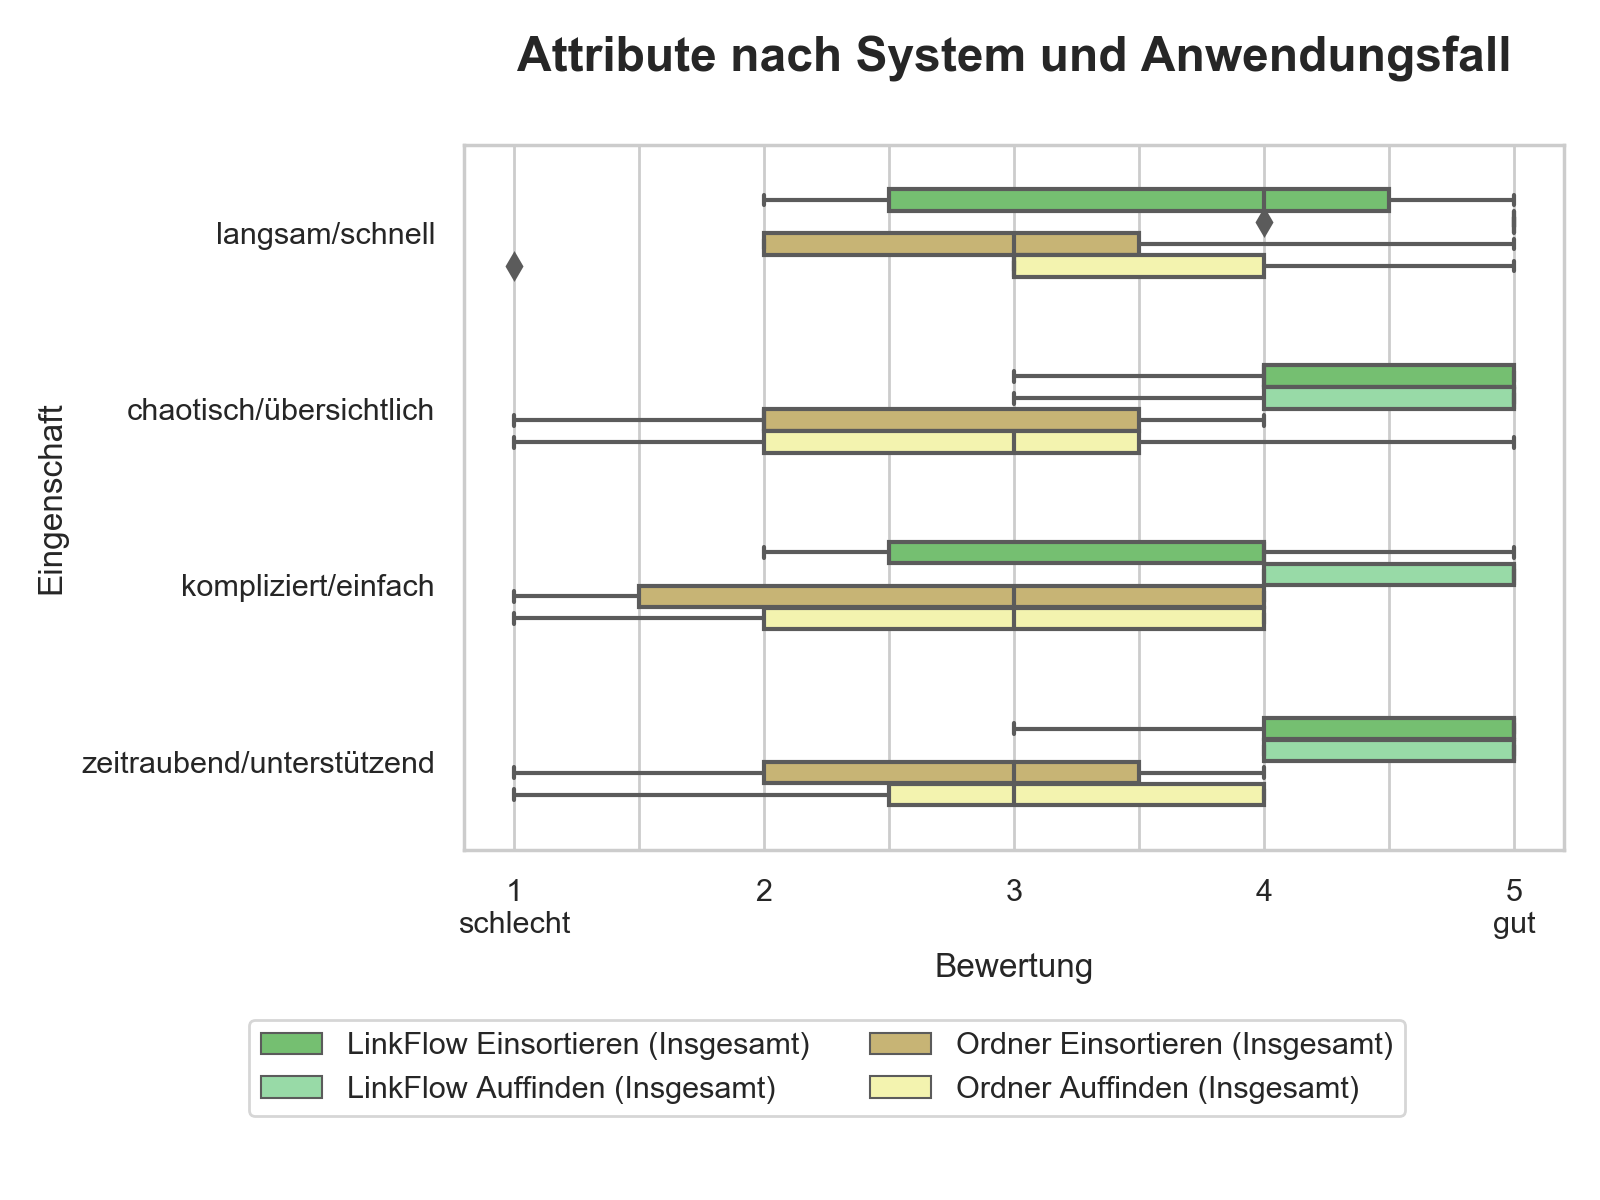 Attribute nach System und Anwendungsfall
Eingenschaft
langsam/schnell
chaotisch/übersichtlich
kompliziert/einfach
zeitraubend/unterstützend
1 2 3 4 5
schlecht gut
Bewertung
LinkFlow Einsortieren (Insgesamt) Ordner Einsortieren (Insgesamt)
LinkFlow Auffinden (Insgesamt) Ordner Auffinden (Insgesamt)